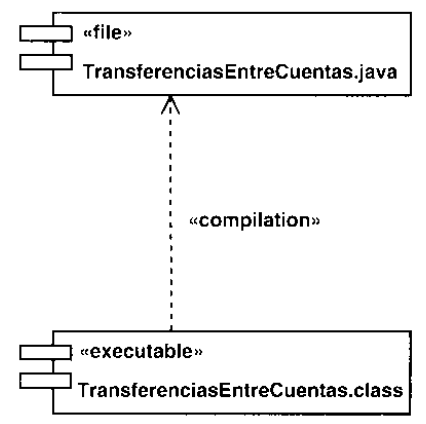 «file»
TransferenciasEntreCuentas.java
«compilation»
«executable»
TransferenciasEntreCuentas.class